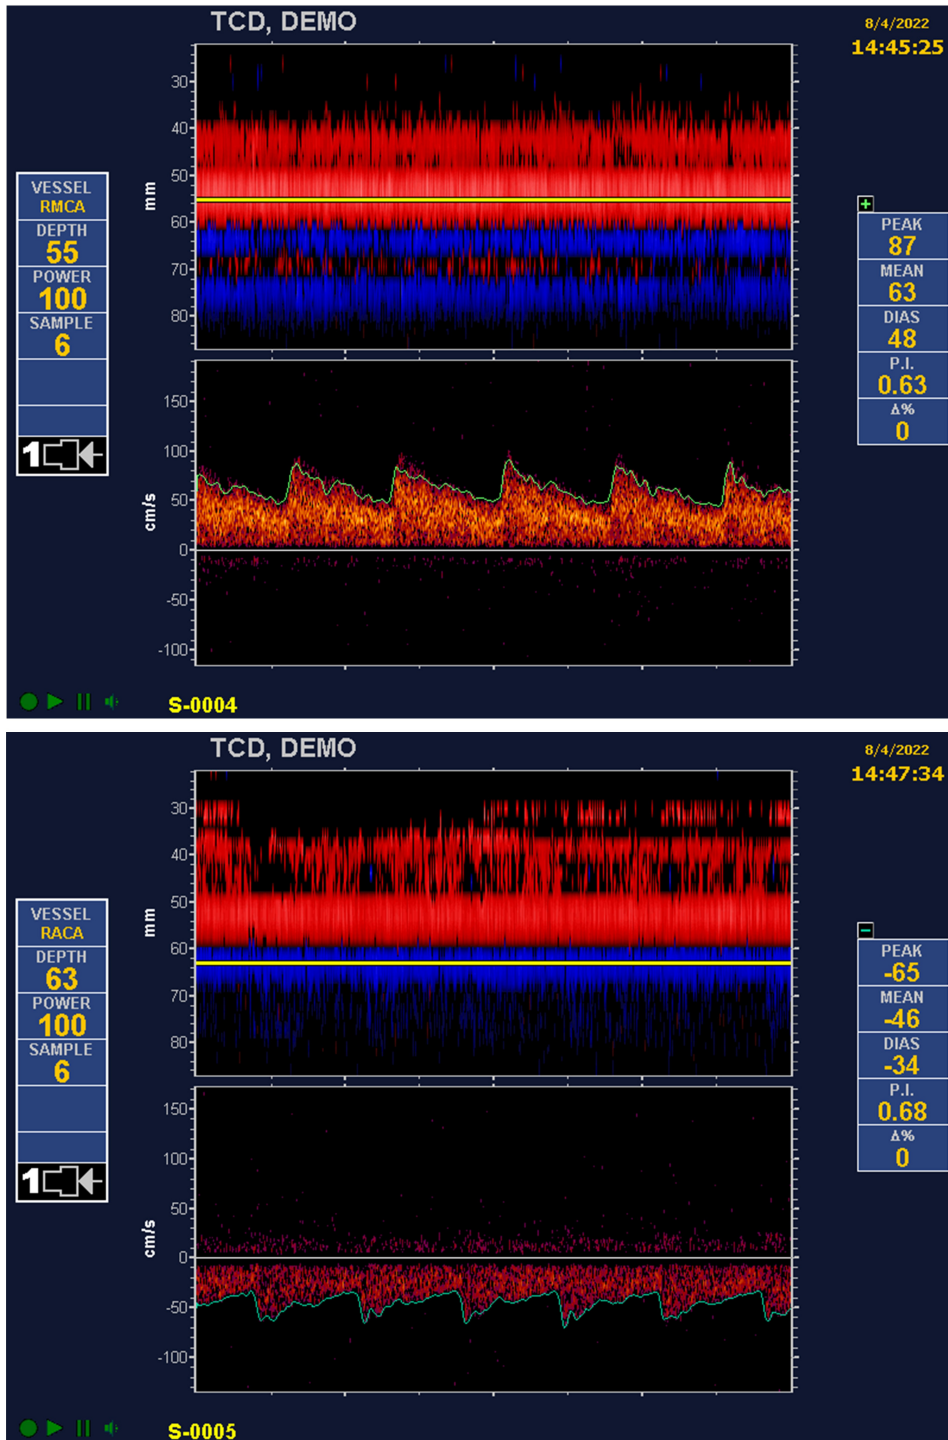 TCD, DEMO
8/4/2022
14:45:25
VESSEL
RMCA
DEPTH
55
POWER
100
SAMPLE
6
1
mm
30
40
50
60
70
80
cm/s
150
100
50
0
-50
-100
+
PEAK
87
MEAN
63
DIAS
48
P.I.
0.63
Δ%
0
S-0004
TCD, DEMO
8/4/2022
14:47:34
VESSEL
RACA
DEPTH
63
POWER
100
SAMPLE
6
1
mm
30
40
50
60
70
80
cm/s
150
100
50
0
-50
-100
-
PEAK
-65
MEAN
-46
DIAS
-34
P.I.
0.68
Δ%
0
S-0005